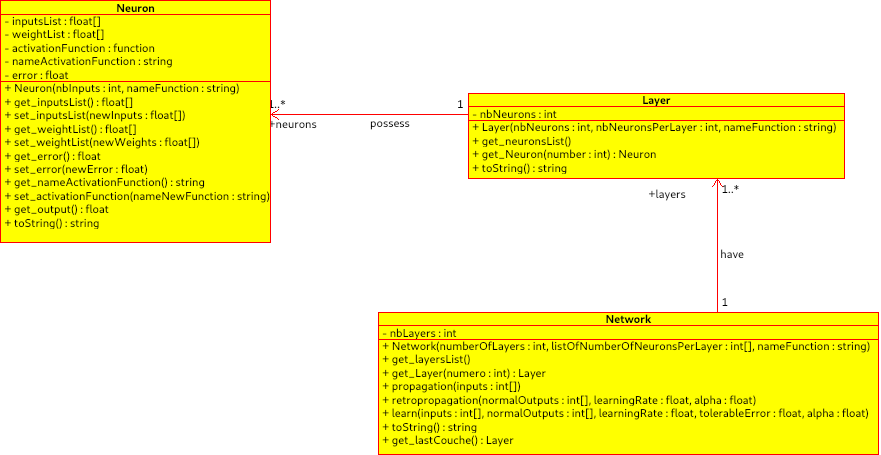 Neuron
- inputsList : float[]
- weightList : float[]
- activationFunction : function
- nameActivationFunction : string
- error : float
+ Neuron(nbInputs : int, nameFunction : string)
+ get_inputsList() : float[]
+ set_inputsList(newInputs : float[])
+ get_weightList() : float[]
+ set_weightList(newWeights : float[])
+ get_error() : float
+ set_error(newError : float)
+ get_nameActivationFunction() : string
+ set_activationFunction(nameNewFunction : string)
+ get_output() : float
+ toString() : string
1..*
+neurons
possess
1
Layer
- nbNeurons : int
+ Layer(nbNeurons : int, nbNeuronsPerLayer : int, nameFunction : string)
+ get_neuronsList()
+ get_Neuron(number : int) : Neuron
+ toString() : string
+layers
1..*
have
1
Network
- nbLayers : int
+ Network(numberOfLayers : int, listOfNumberOfNeuronsPerLayer : int[], nameFunction : string)
+ get_layersList()
+ get_Layer(numero : int) : Layer
+ propagation(inputs : int[])
+ retropropagation(normalOutputs : int[], learningRate : float, alpha : float)
+ learn(inputs : int[], normalOutputs : int[], learningRate : float, tolerableError : float, alpha : float)
+ toString() : string
+ get_lastCouche() : Layer